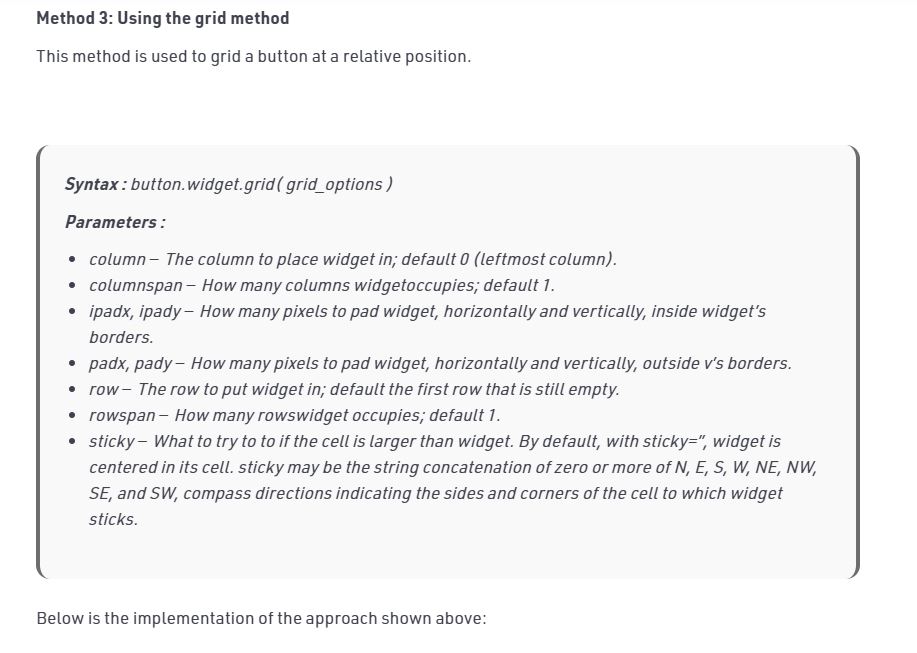 Method 3: Using the grid method
This method is used to grid a button at a relative position.
Syntax : button.widget.grid( grid_options )
Parameters :
• column – The column to place widget in; default 0 (leftmost column).
• columnspan – How many columns widgetoccupies; default 1.
• ipadx, ipady – How many pixels to pad widget, horizontally and vertically, inside widget’s
borders.
• padx, pady – How many pixels to pad widget, horizontally and vertically, outside v’s borders.
• row – The row to put widget in; default the first row that is still empty.
• rowspan – How many rowswidget occupies; default 1.
• sticky – What to try to to if the cell is larger than widget. By default, with sticky=”, widget is
centered in its cell. sticky may be the string concatenation of zero or more of N, E, S, W, NE, NW,
SE, and SW, compass directions indicating the sides and corners of the cell to which widget
sticks.
Below is the implementation of the approach shown above: